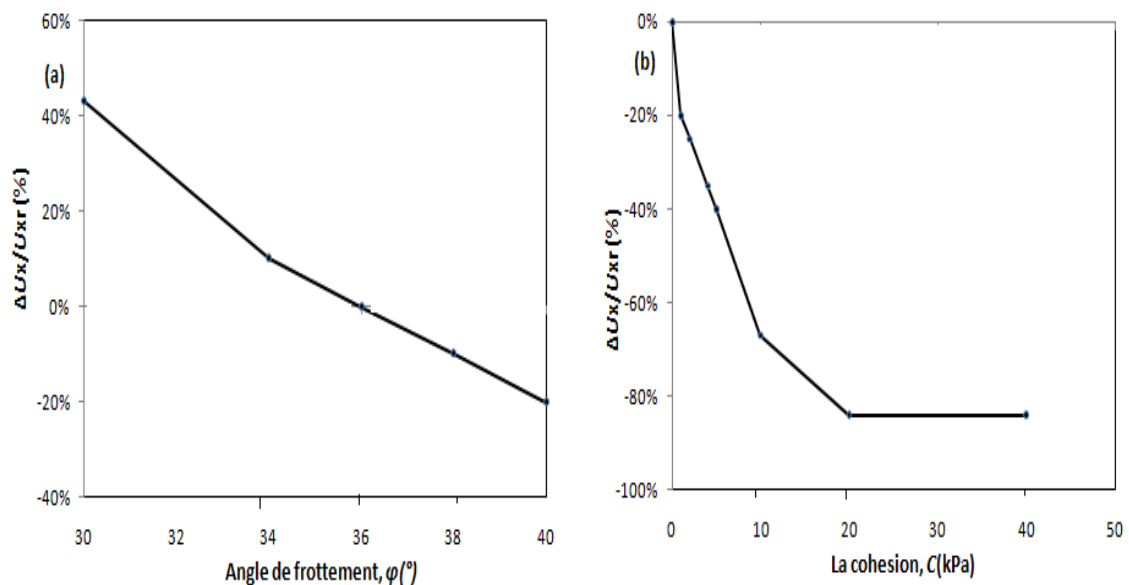 (a)
ΔUx/Uxr (%)
60%
40%
20%
0%
-20%
-40%
30 32 34 36 38 40
Angle de frottement, φ(°)
(b)
ΔUx/Uxr (%)
0%
-20%
-40%
-60%
-80%
-100%
0 10 20 30 40 50
La cohesion, C(kPa)